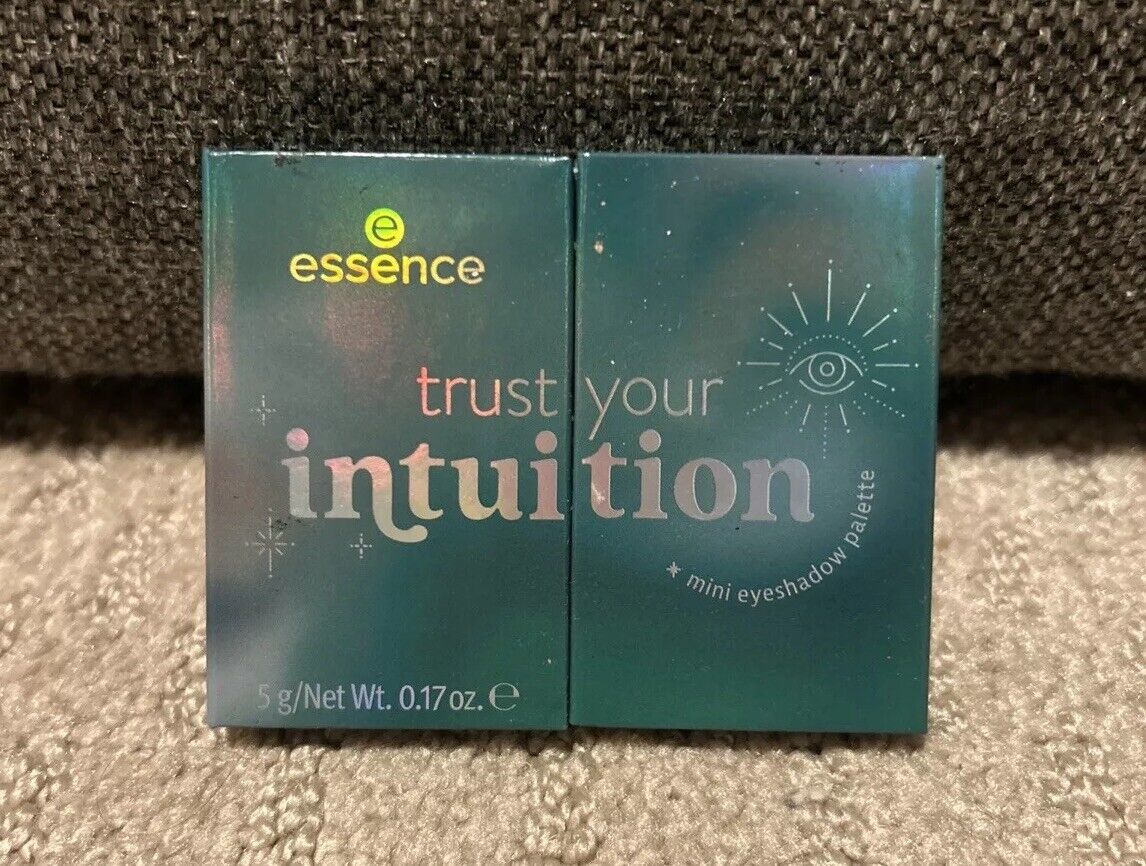 e
essence
trust your
intuition
* mini eyeshadow palette
5 g/Net Wt. 0.17 oz. ℮